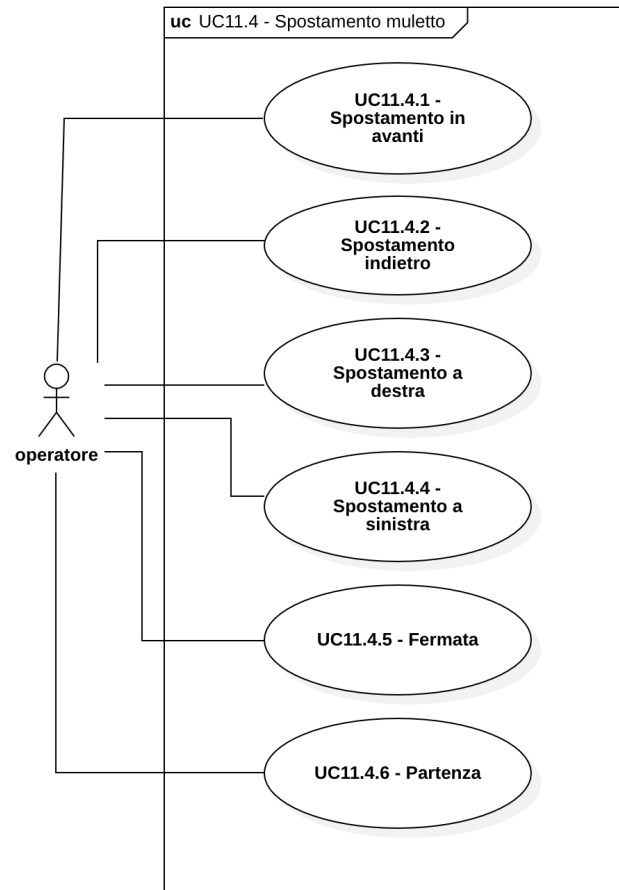 uc UC11.4 - Spostamento muletto
UC11.4.1 -
Spostamento in
avanti
UC11.4.2 -
Spostamento
indietro
UC11.4.3 -
Spostamento a
destra
operatore
UC11.4.4 -
Spostamento a
sinistra
UC11.4.5 - Fermata
UC11.4.6 - Partenza